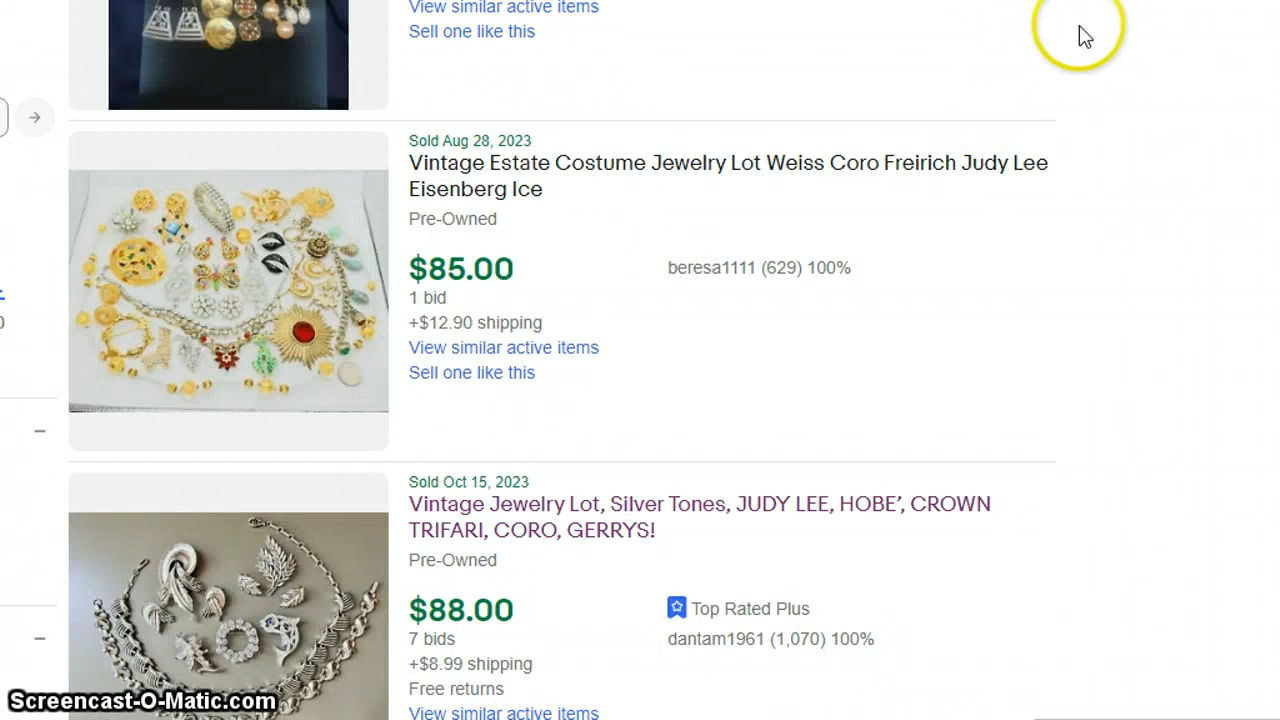 View similar active items
Sell one like this
Sold Aug 28, 2023
Vintage Estate Costume Jewelry Lot Weiss Coro Freirich Judy Lee
Eisenberg Ice
Pre-Owned
$85.00
beresa1111 (629) 100%
1 bid
+$12.90 shipping
View similar active items
Sell one like this
Sold Oct 15, 2023
Vintage Jewelry Lot, Silver Tones, JUDY LEE, HOBE’, CROWN
TRIFARI, CORO, GERRYS!
Pre-Owned
$88.00
Top Rated Plus
7 bids
dantam1961 (1,070) 100%
+$8.99 shipping
Free returns
View similar active items
Screencast-O-Matic.com